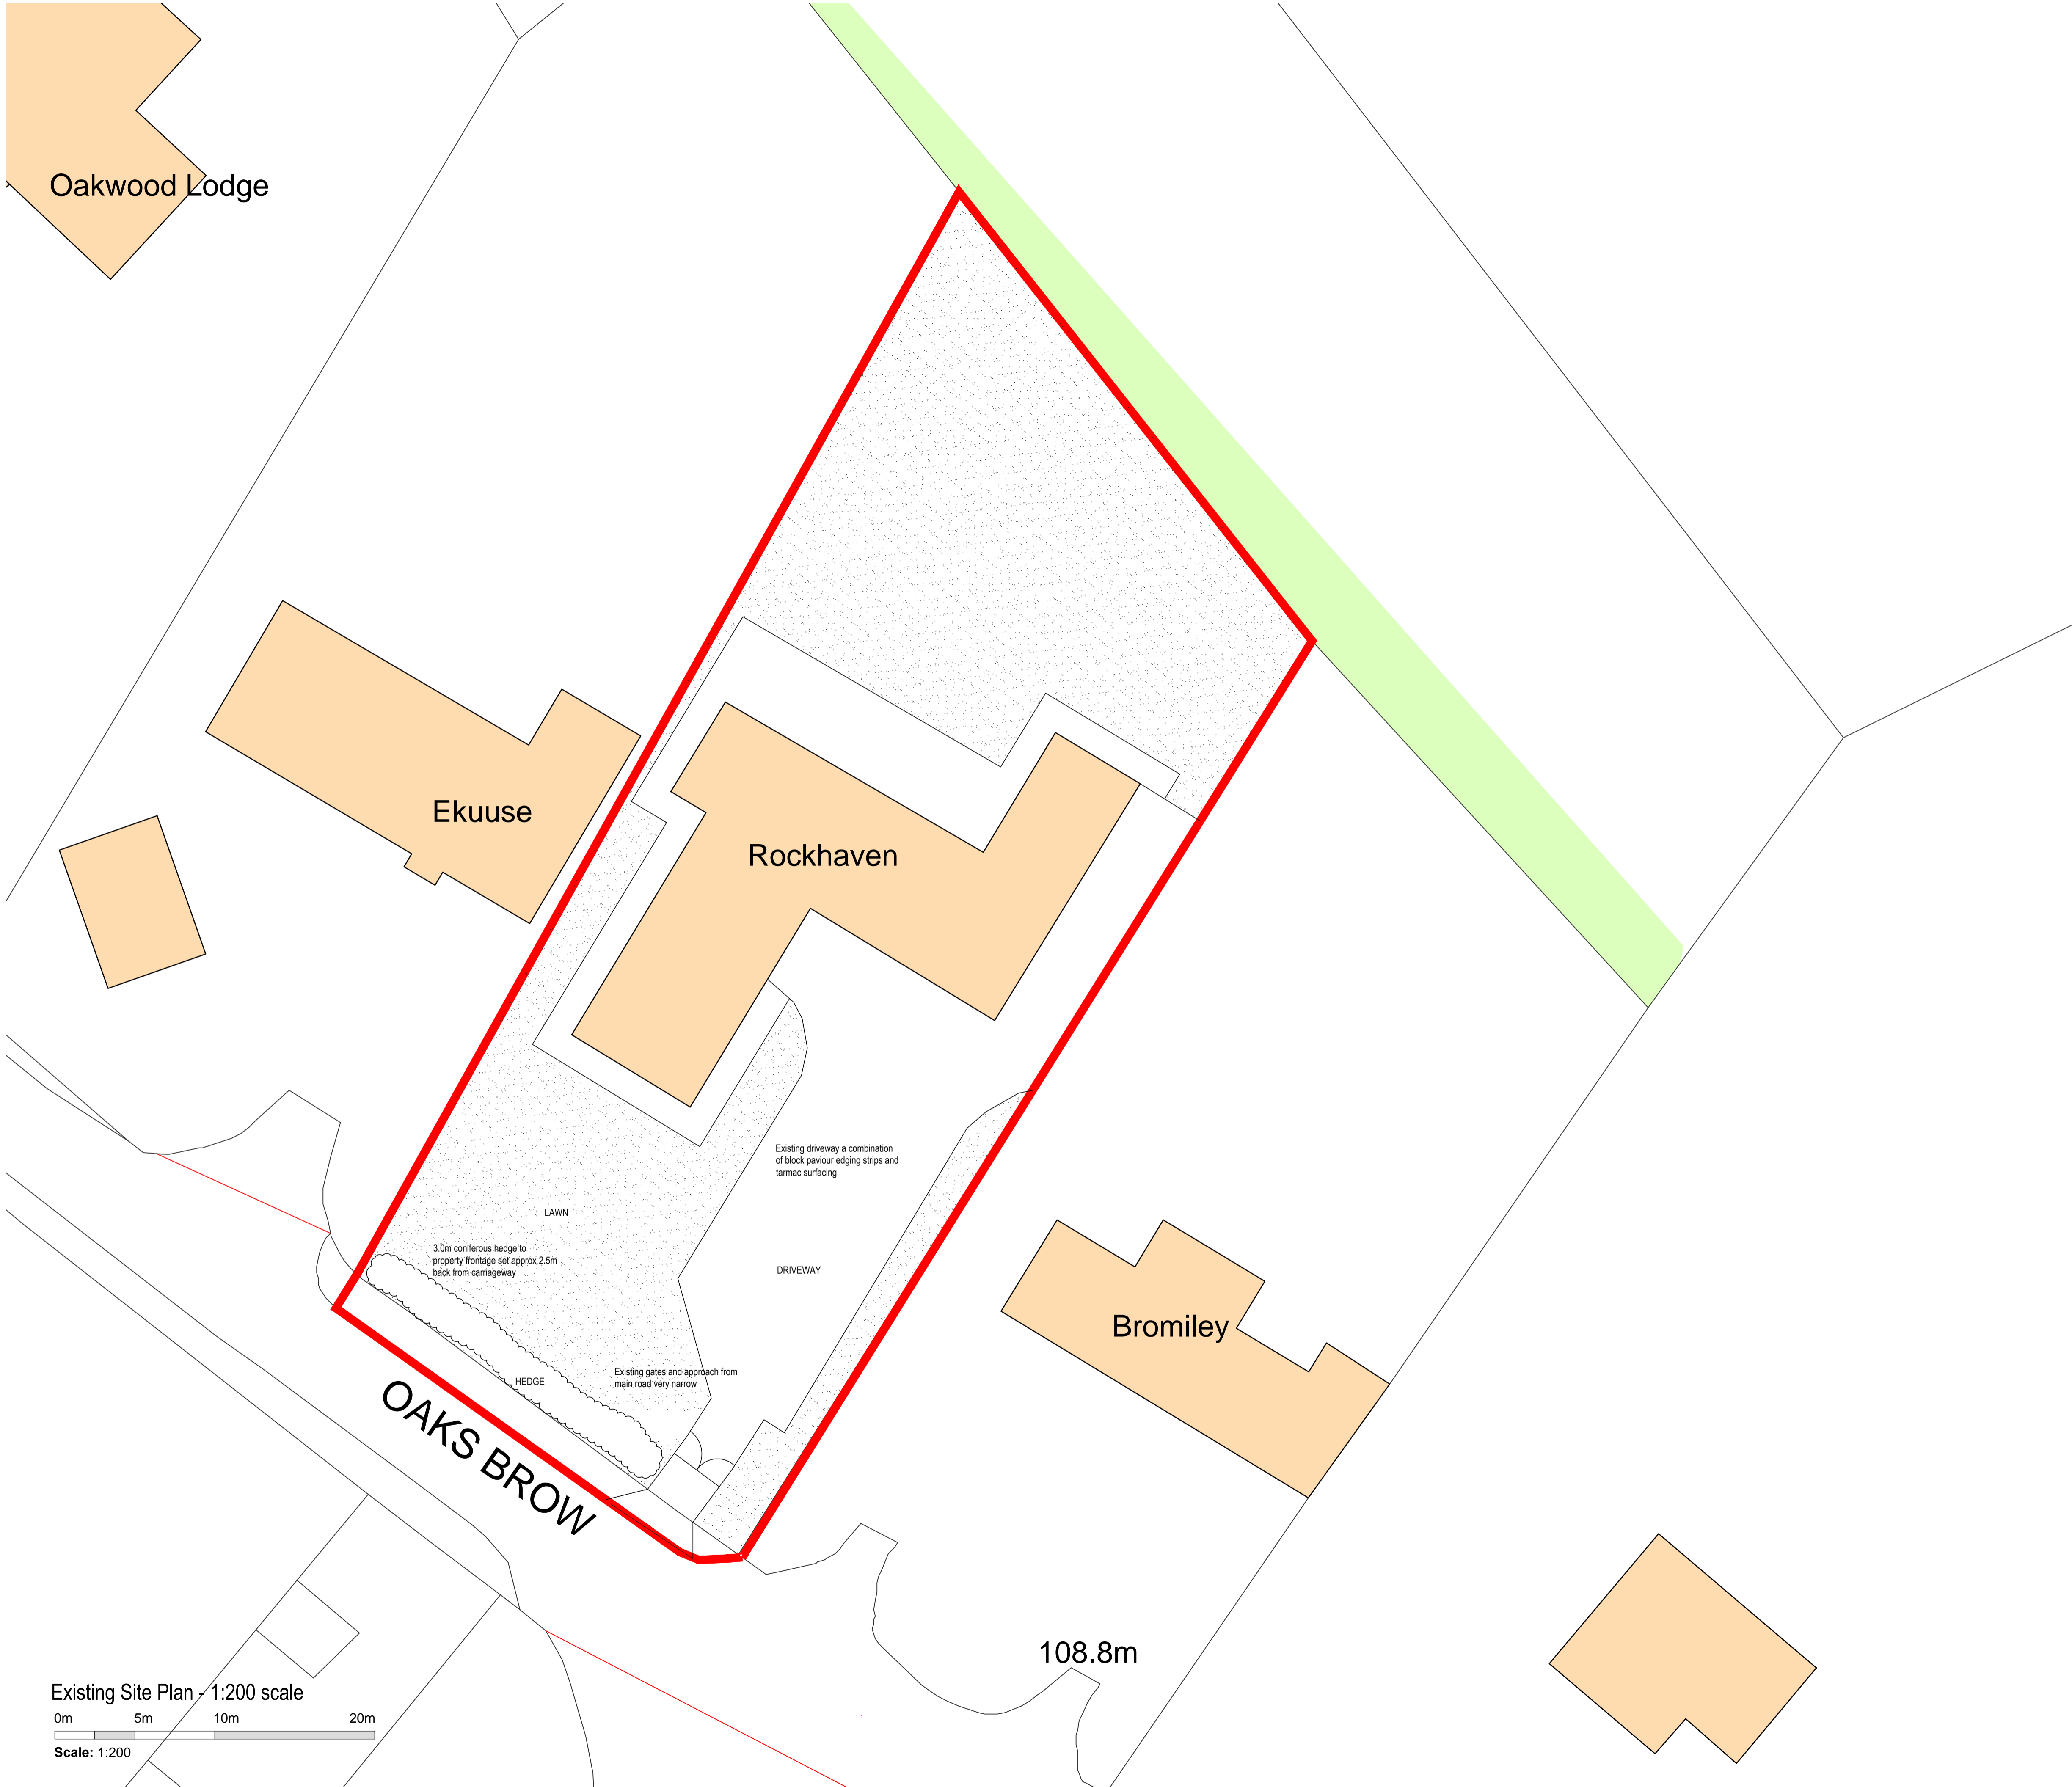 Oakwood Lodge
Ekuuse
Rockhaven
Existing driveway a combination
of block paviour edging strips and
tarmac surfacing
LAWN
3.0m coniferous hedge to
property frontage set approx 2.5m
back from carriageway
DRIVEWAY
Bromiley
Existing gates and approach from
main road very narrow
HEDGE
OAKS BROW
108.8m
Existing Site Plan - 1:200 scale
0m 5m 10m 20m
Scale: 1:200